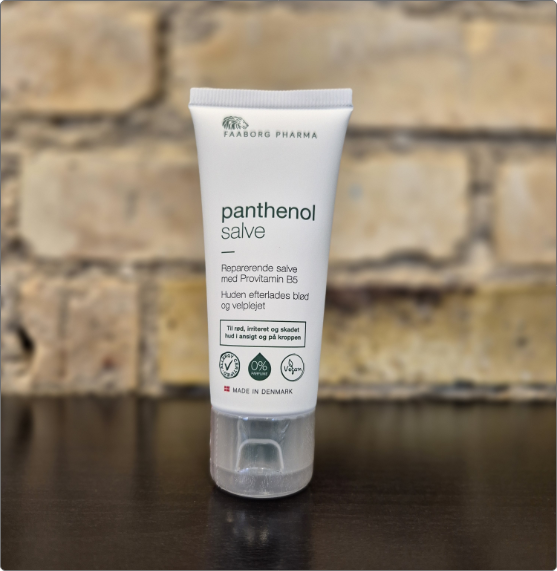 FAABORG PHARMA
panthenol
salve
Reparerende salve
med Provitamin B5
Huden efterlades blød
og velplejet
Til rød, irriteret og skadet
hud i ansigt og på kroppen
0%
PARFUME
Vegan
MADE IN DENMARK